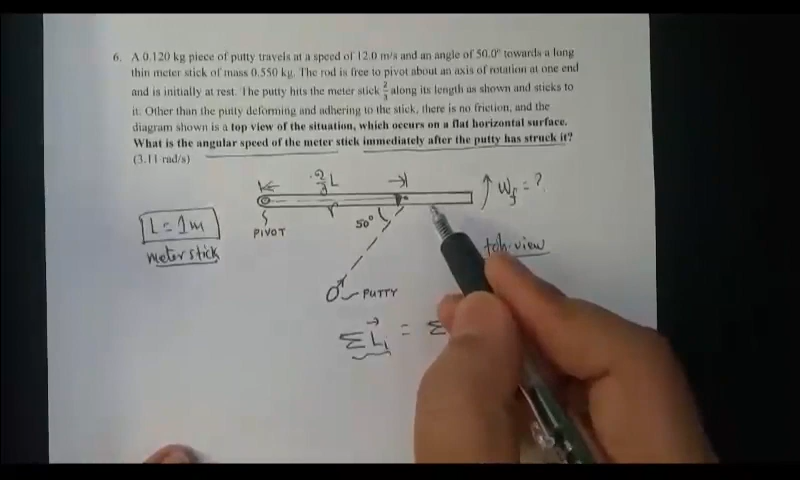 6. A 0.120 kg piece of putty travels at a speed of 12.0 m/s and an angle of 50.0° towards a long
thin meter stick of mass 0.550 kg. The rod is free to pivot about an axis of rotation at one end
and is initially at rest. The putty hits the meter stick 2/3 along its length as shown and sticks to
it. Other than the putty deforming and adhering to the stick, there is no friction, and the
diagram shown is a top view of the situation, which occurs on a flat horizontal surface.
What is the angular speed of the meter stick immediately after the putty has struck it?
(3.11 rad/s)
2/3 L
ω_f = ?
r
50°
L = 1m
PIVOT
meter stick
view
PUTTY
ΣL⃗ᵢ = Σ